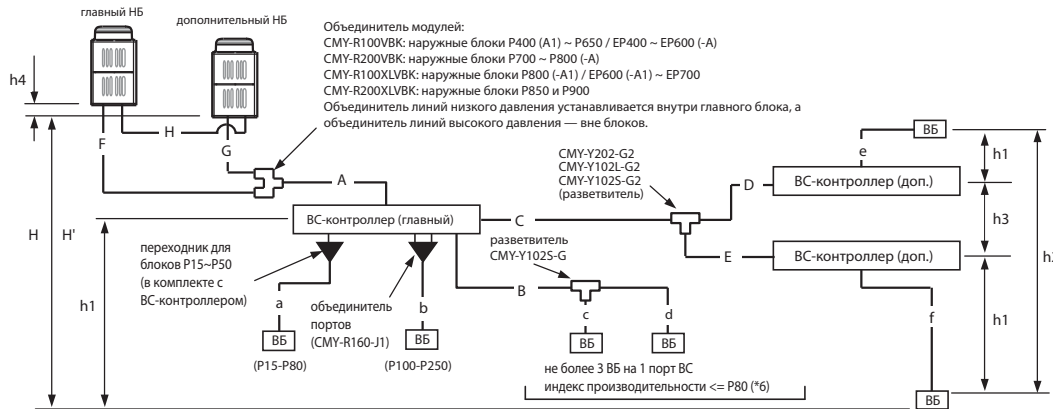 главный НБ
дополнительный НБ
Объединитель модулей:
CMY-R100VBK: наружные блоки P400 (A1) ~ P650 / EP400 ~ EP600 (-A)
CMY-R200VBK: наружные блоки P700 ~ P800 (-A)
CMY-R100XLVBK: наружные блоки P800 (-A1) / EP600 (-A1) ~ EP700
CMY-R200XLVBK: наружные блоки P850 и P900
Объединитель линий низкого давления устанавливается внутри главного блока, а
объединитель линий высокого давления — вне блоков.
h4
H
F
G
A
H
H'
h1
BC-контроллер (главный)
C
CMY-Y202-G2
CMY-Y102L-G2
CMY-Y102S-G2
(разветвитель)
D
E
e
ВБ
h1
BC-контроллер (доп.)
h3
BC-контроллер (доп.)
h1
f
ВБ
переходник для
блоков P15~P50
(в комплекте с
BC-контроллером)
a
ВБ
(P15-P80)
объединитель
портов
(CMY-R160-J1)
b
ВБ
(P100-P250)
B
разветвитель
CMY-Y102S-G
c
d
ВБ
ВБ
не более 3 ВБ на 1 порт BC
индекс производительности <= P80 (*6)